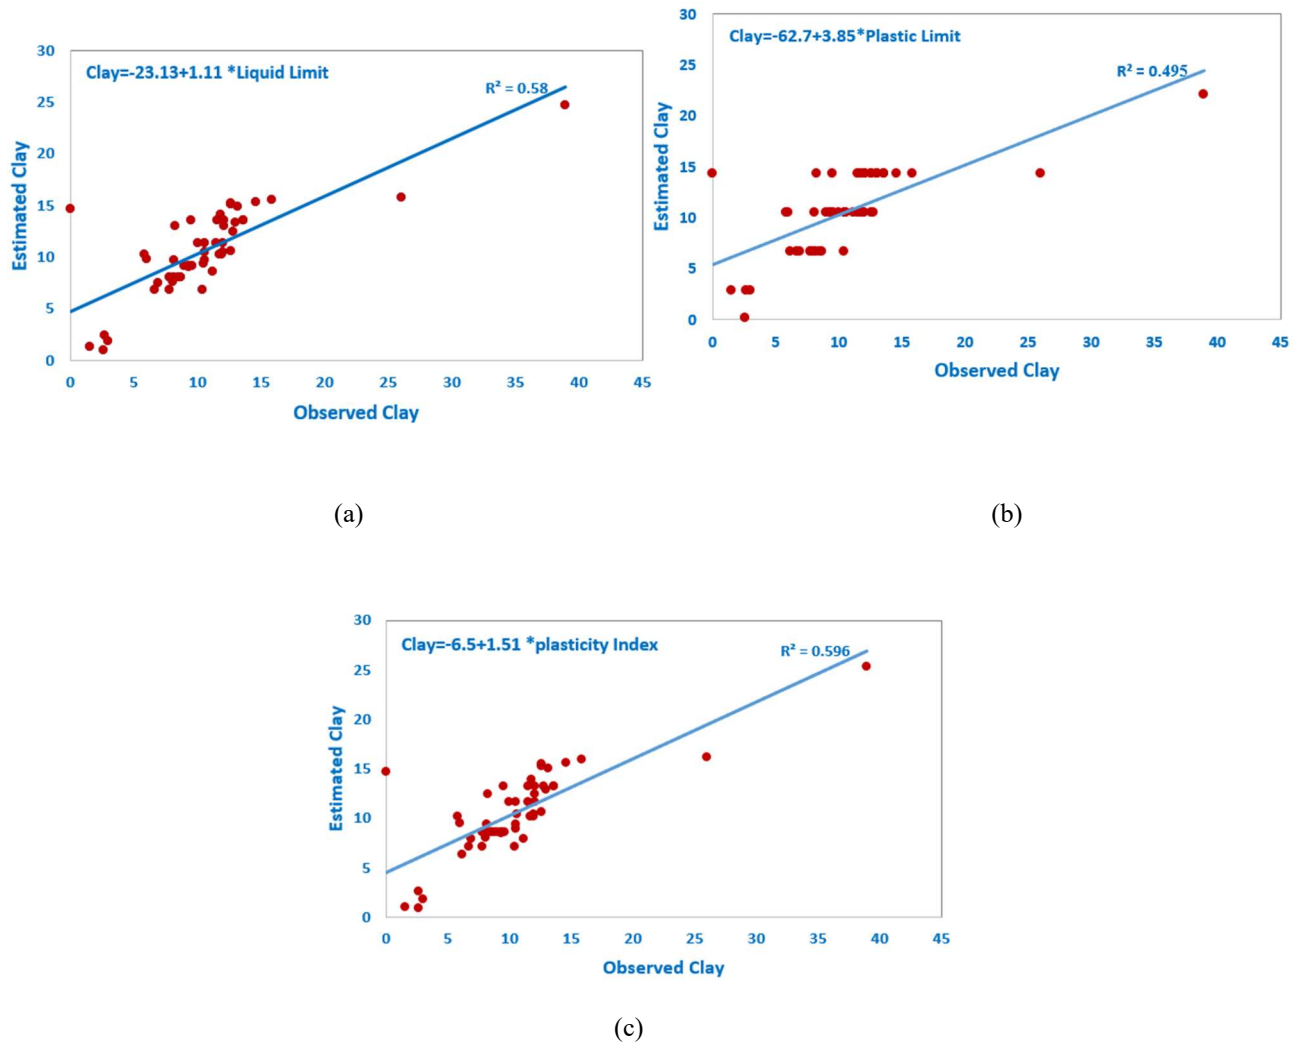 Clay=-23.13+1.11 *Liquid Limit
R² = 0.58
Estimated Clay
30
25
20
15
10
5
0
0 5 10 15 20 25 30 35 40 45
Observed Clay
(a)
Clay=-62.7+3.85*Plastic Limit
R² = 0.495
Estimated Clay
30
25
20
15
10
5
0
0 5 10 15 20 25 30 35 40 45
Observed Clay
(b)
Clay=-6.5+1.51 *plasticity Index
R² = 0.596
Estimated Clay
30
25
20
15
10
5
0
0 5 10 15 20 25 30 35 40 45
Observed Clay
(c)